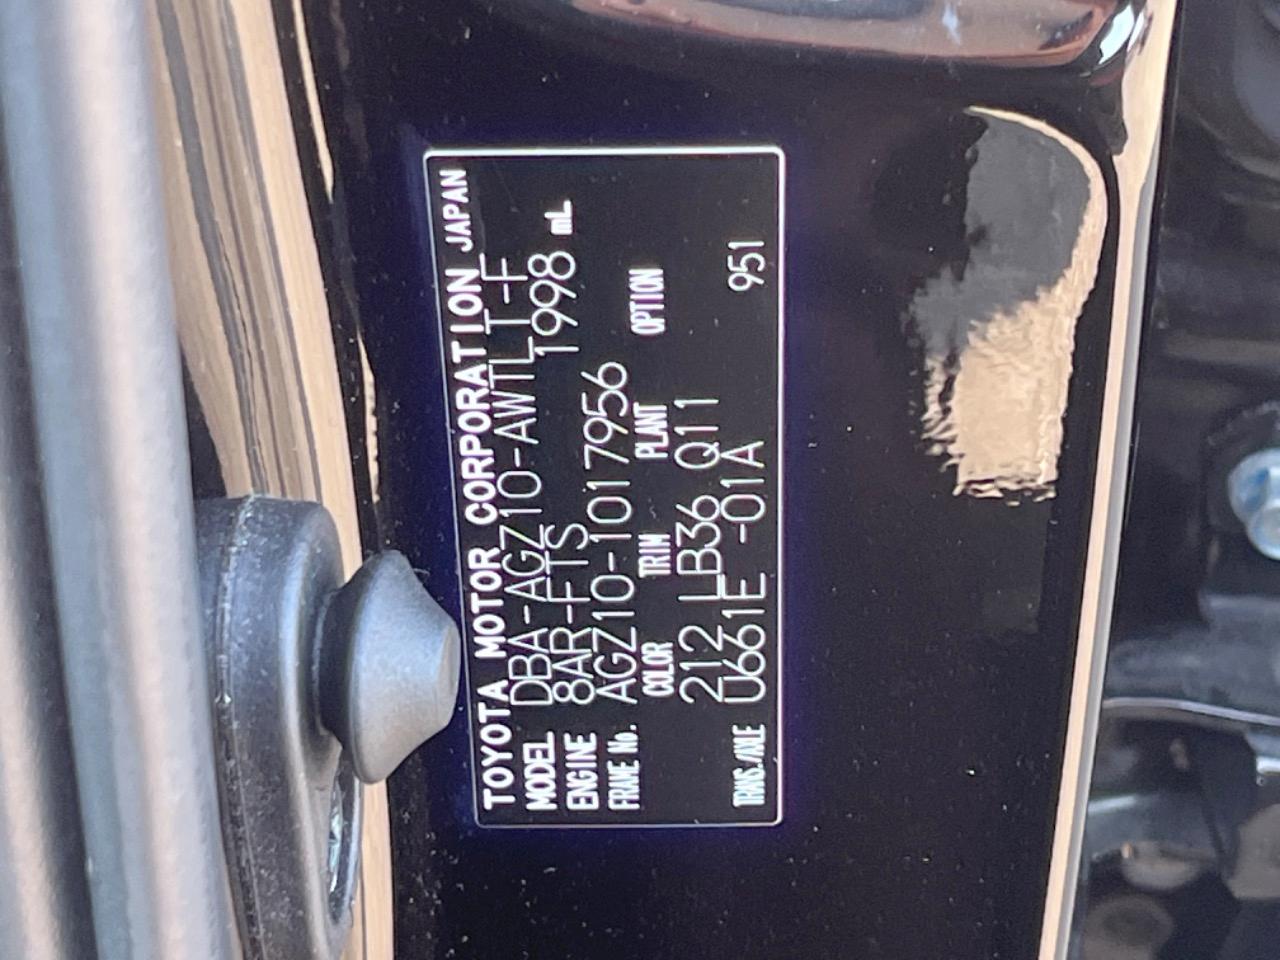 TOYOTA MOTOR CORPORATION JAPAN
MODEL DBA-AGZ10-AWTLT-F
ENGINE 8AR-FTS 1998 mL
FRAME No. AGZ10-1017956
COLOR TRIM PLANT OPTION
212 LB36 Q11
TRANS./AXLE U661E -01A 951